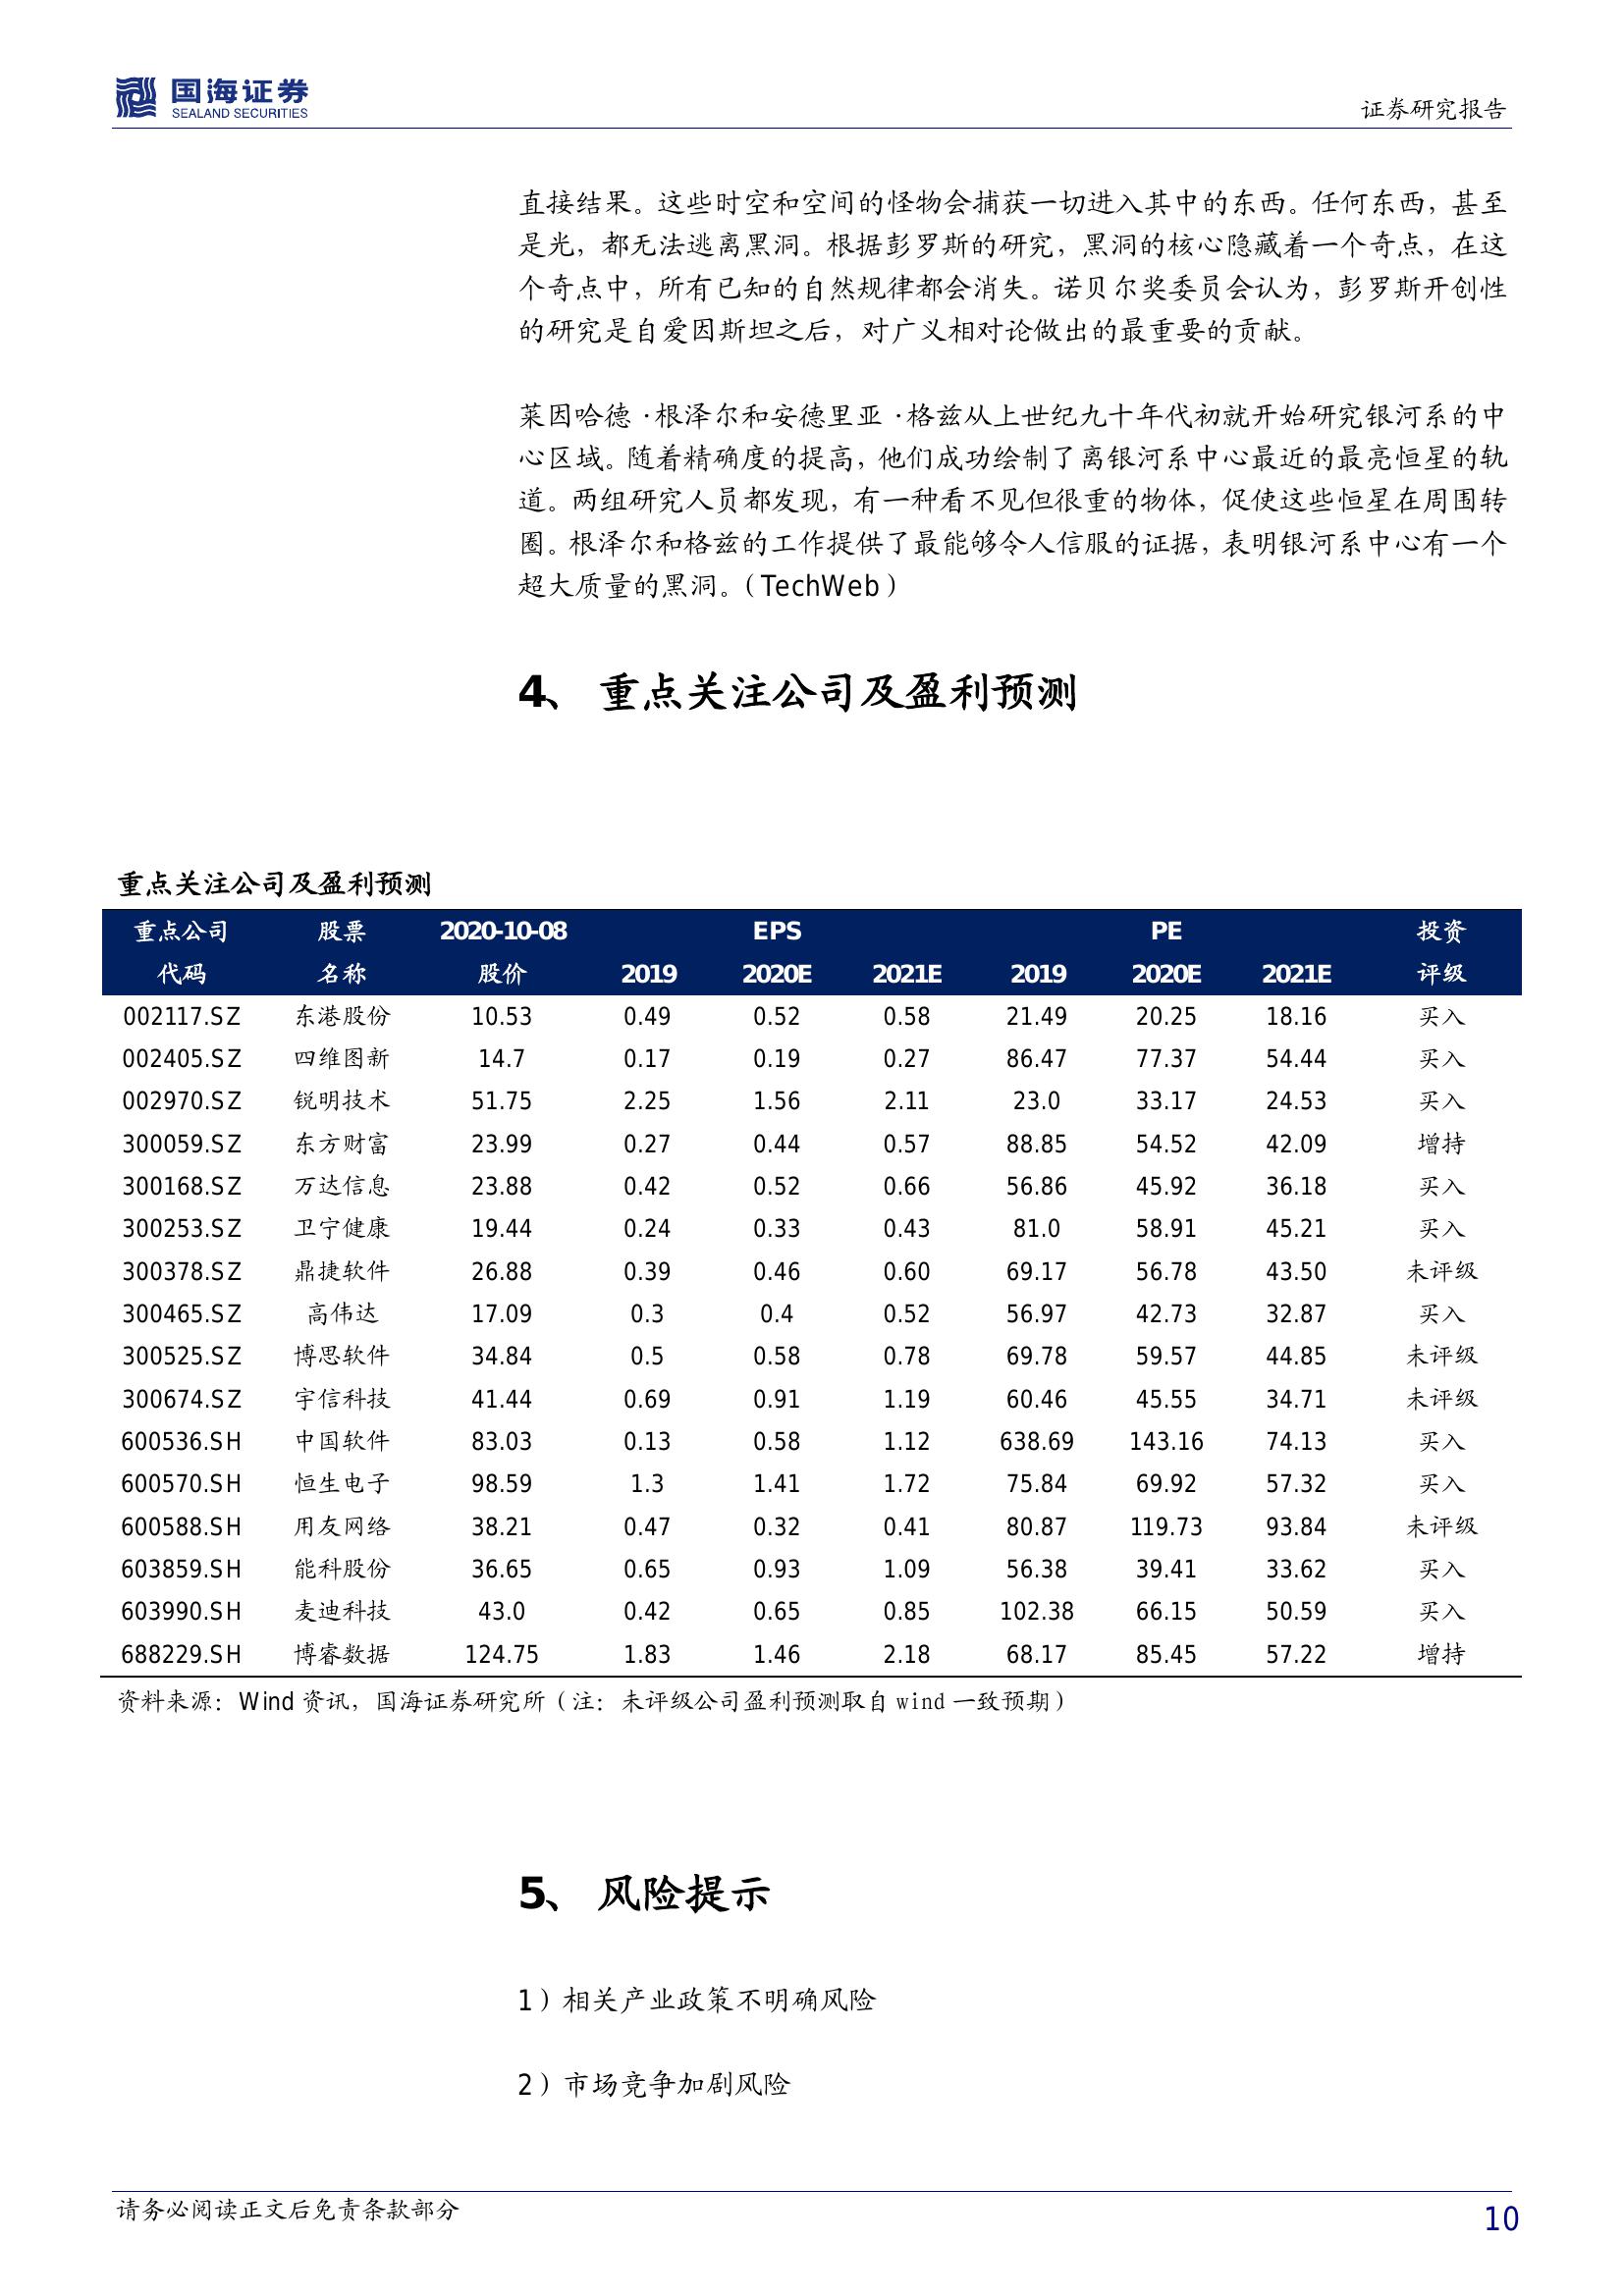 国海证券
SEALAND SECURITIES
证券研究报告
直接结果。这些时空和空间的怪物会捕获一切进入其中的东西。任何东西，甚至
是光，都无法逃离黑洞。根据彭罗斯的研究，黑洞的核心隐藏着一个奇点，在这
个奇点中，所有已知的自然规律都会消失。诺贝尔奖委员会认为，彭罗斯开创性
的研究是自爱因斯坦之后，对广义相对论做出的最重要的贡献。
莱因哈德·根泽尔和安德里亚·格兹从上世纪九十年代初就开始研究银河系的中
心区域。随着精确度的提高，他们成功绘制了离银河系中心最近的最亮恒星的轨
道。两组研究人员都发现，有一种看不见但很重的物体，促使这些恒星在周围转
圈。根泽尔和格兹的工作提供了最能够令人信服的证据，表明银河系中心有一个
超大质量的黑洞。（TechWeb）
4、 重点关注公司及盈利预测
重点关注公司及盈利预测
重点公司 股票 2020-10-08 EPS PE 投资
代码 名称 股价 2019 2020E 2021E 2019 2020E 2021E 评级
002117.SZ 东港股份 10.53 0.49 0.52 0.58 21.49 20.25 18.16 买入
002405.SZ 四维图新 14.7 0.17 0.19 0.27 86.47 77.37 54.44 买入
002970.SZ 锐明技术 51.75 2.25 1.56 2.11 23.0 33.17 24.53 买入
300059.SZ 东方财富 23.99 0.27 0.44 0.57 88.85 54.52 42.09 增持
300168.SZ 万达信息 23.88 0.42 0.52 0.66 56.86 45.92 36.18 买入
300253.SZ 卫宁健康 19.44 0.24 0.33 0.43 81.0 58.91 45.21 买入
300378.SZ 鼎捷软件 26.88 0.39 0.46 0.60 69.17 56.78 43.50 未评级
300465.SZ 高伟达 17.09 0.3 0.4 0.52 56.97 42.73 32.87 买入
300525.SZ 博思软件 34.84 0.5 0.58 0.78 69.78 59.57 44.85 未评级
300674.SZ 宇信科技 41.44 0.69 0.91 1.19 60.46 45.55 34.71 未评级
600536.SH 中国软件 83.03 0.13 0.58 1.12 638.69 143.16 74.13 买入
600570.SH 恒生电子 98.59 1.3 1.41 1.72 75.84 69.92 57.32 买入
600588.SH 用友网络 38.21 0.47 0.32 0.41 80.87 119.73 93.84 未评级
603859.SH 能科股份 36.65 0.65 0.93 1.09 56.38 39.41 33.62 买入
603990.SH 麦迪科技 43.0 0.42 0.65 0.85 102.38 66.15 50.59 买入
688229.SH 博睿数据 124.75 1.83 1.46 2.18 68.17 85.45 57.22 增持
资料来源：Wind 资讯，国海证券研究所（注：未评级公司盈利预测取自 wind 一致预期）
5、 风险提示
1）相关产业政策不明确风险
2）市场竞争加剧风险
请务必阅读正文后免责条款部分
10